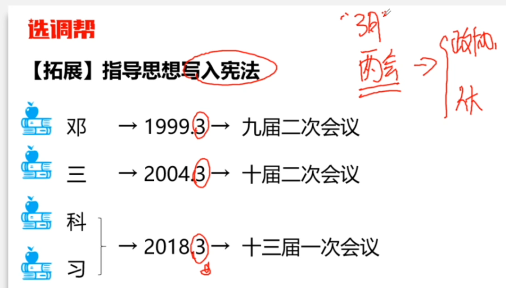 选调帮
"3月"
两会 → 政协
人大
【拓展】指导思想写入宪法
邓 → 1999.3 → 九届二次会议
三 → 2004.3 → 十届二次会议
科
→ 2018.3 → 十三届一次会议
习